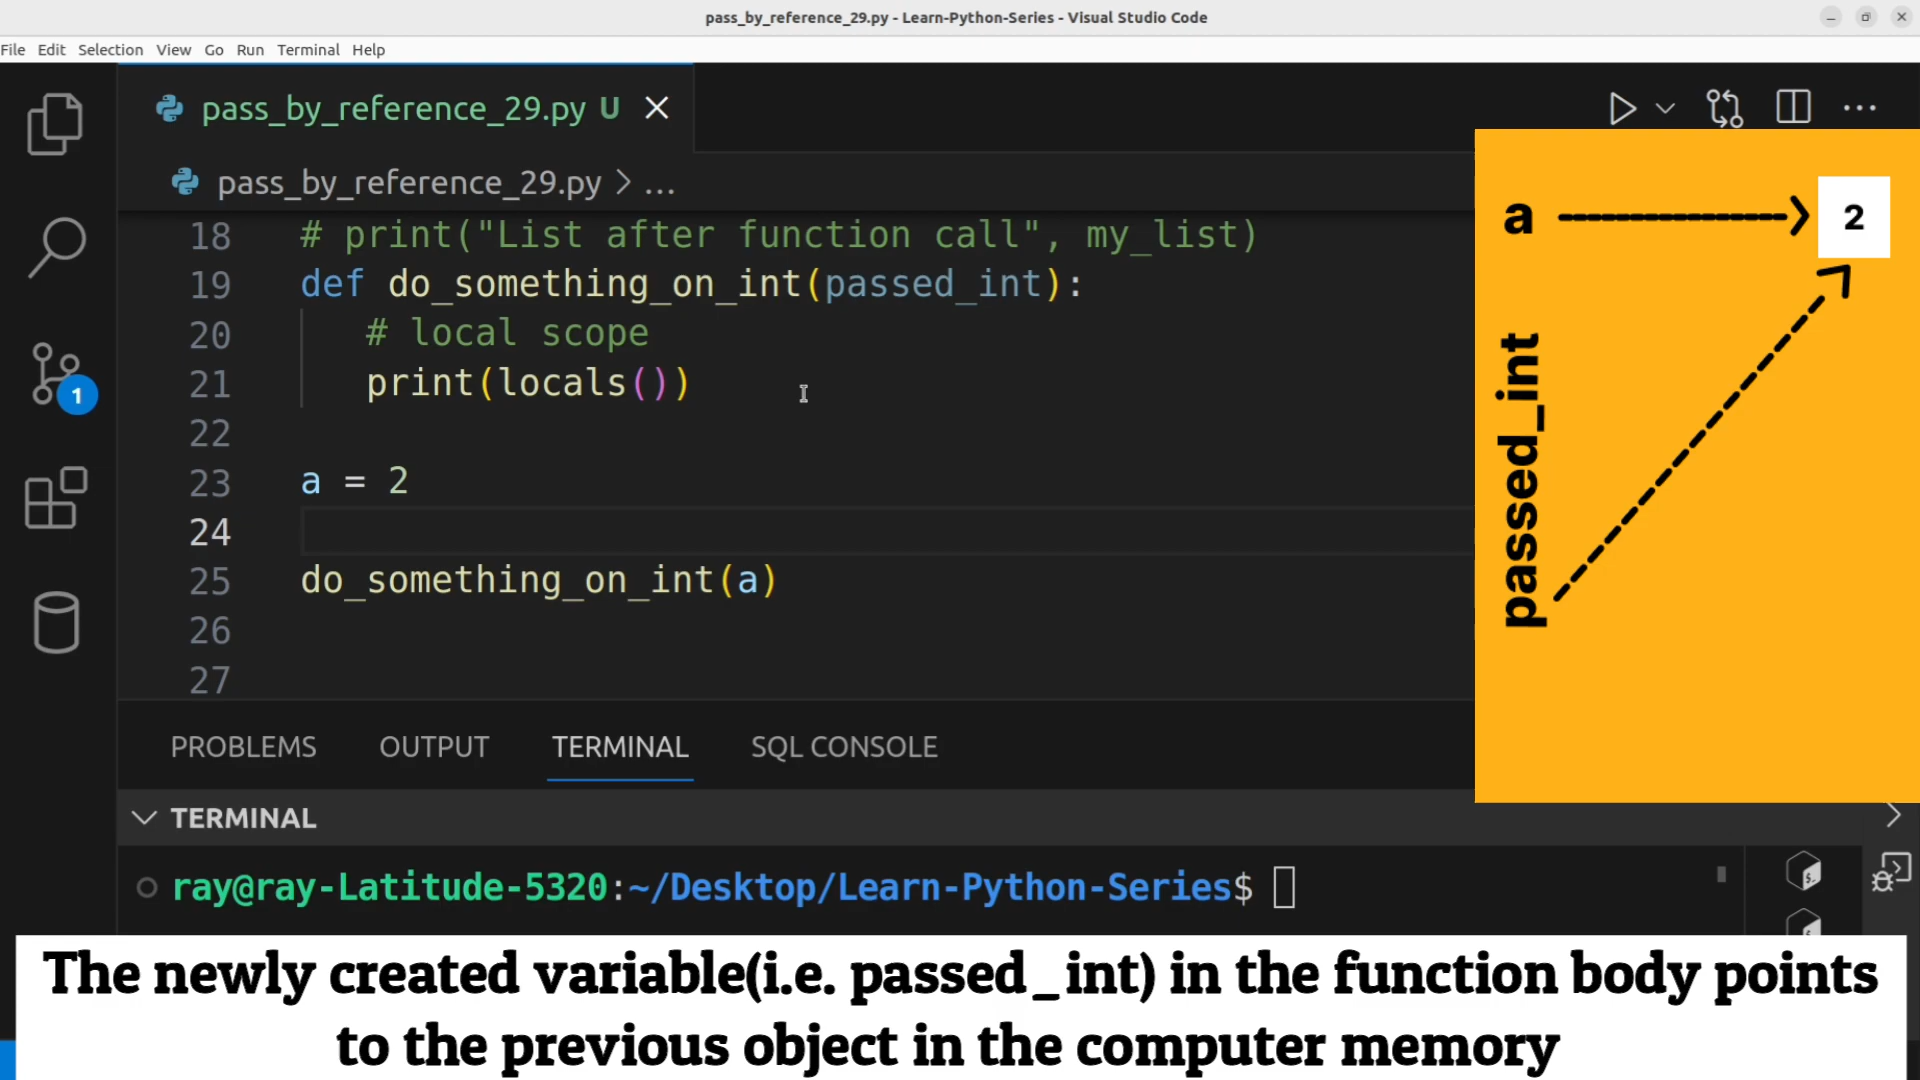 pass_by_reference_29.py - Learn-Python-Series - Visual Studio Code
File Edit Selection View Go Run Terminal Help
pass_by_reference_29.py U
pass_by_reference_29.py > ...
18 # print("List after function call", my_list)
19 def do_something_on_int(passed_int):
20 # local scope
21 print(locals())
22
23 a = 2
24
25 do_something_on_int(a)
26
27
a 2
passed_int
PROBLEMS OUTPUT TERMINAL SQL CONSOLE
TERMINAL
ray@ray-Latitude-5320:~/Desktop/Learn-Python-Series$
1
The newly created variable(i.e. passed_int) in the function body points
to the previous object in the computer memory